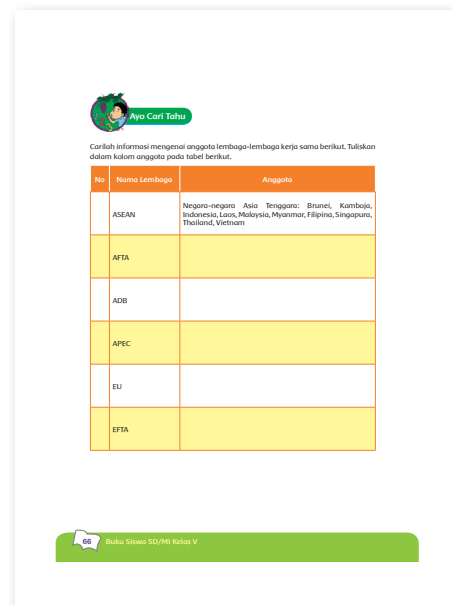 Ayo Cari Tahu
Carilah informasi mengenai anggota lembaga-lembaga kerja sama berikut. Tuliskan
dalam kolom anggota pada tabel berikut.
No Nama Lembaga Anggota
ASEAN
Negara-negara Asia Tenggara: Brunei, Kamboja,
Indonesia, Laos, Malaysia, Myanmar, Filipina, Singapura,
Thailand, Vietnam
AFTA
ADB
APEC
EU
EFTA
66 Buku Siswa SD/MI Kelas V